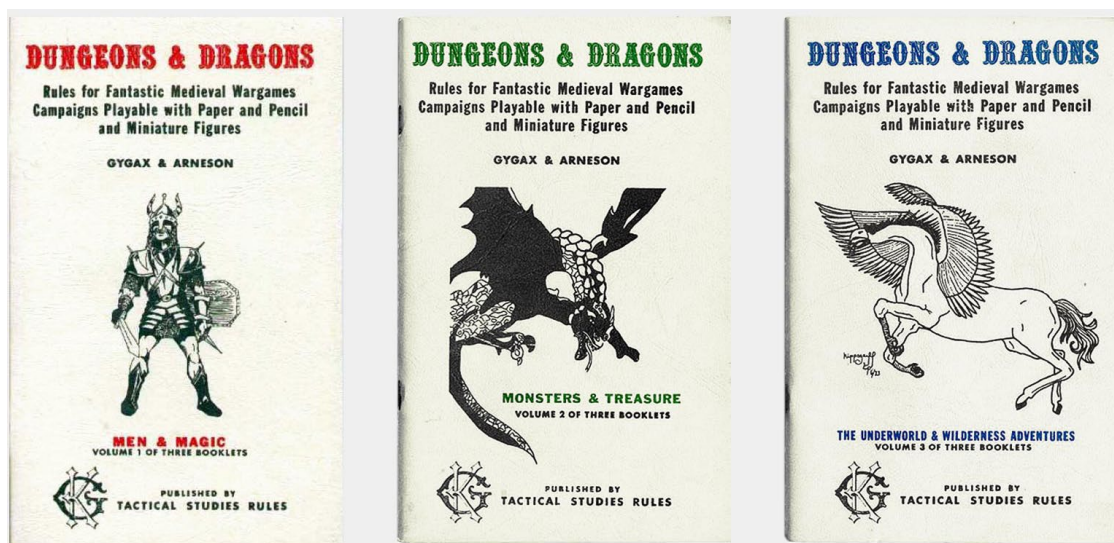 DUNGEONS & DRAGONS
Rules for Fantastic Medieval Wargames
Campaigns Playable with Paper and Pencil
and Miniature Figures
GYGAX & ARNESON
MEN & MAGIC
VOLUME 1 OF THREE BOOKLETS
PUBLISHED BY
TACTICAL STUDIES RULES
DUNGEONS & DRAGONS
Rules for Fantastic Medieval Wargames
Campaigns Playable with Paper and Pencil
and Miniature Figures
GYGAX & ARNESON
MONSTERS & TREASURE
VOLUME 2 OF THREE BOOKLETS
PUBLISHED BY
TACTICAL STUDIES RULES
DUNGEONS & DRAGONS
Rules for Fantastic Medieval Wargames
Campaigns Playable with Paper and Pencil
and Miniature Figures
GYGAX & ARNESON
THE UNDERWORLD & WILDERNESS ADVENTURES
VOLUME 3 OF THREE BOOKLETS
PUBLISHED BY
TACTICAL STUDIES RULES